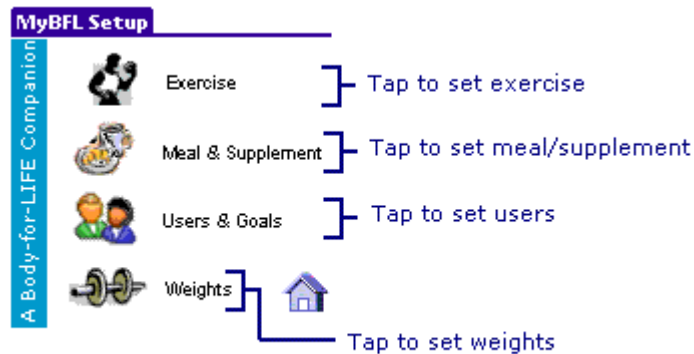 MyBFL Setup
A Body-for-LIFE Companion
Exercise
Tap to set exercise
Meal & Supplement
Tap to set meal/supplement
Users & Goals
Tap to set users
Weights
Tap to set weights